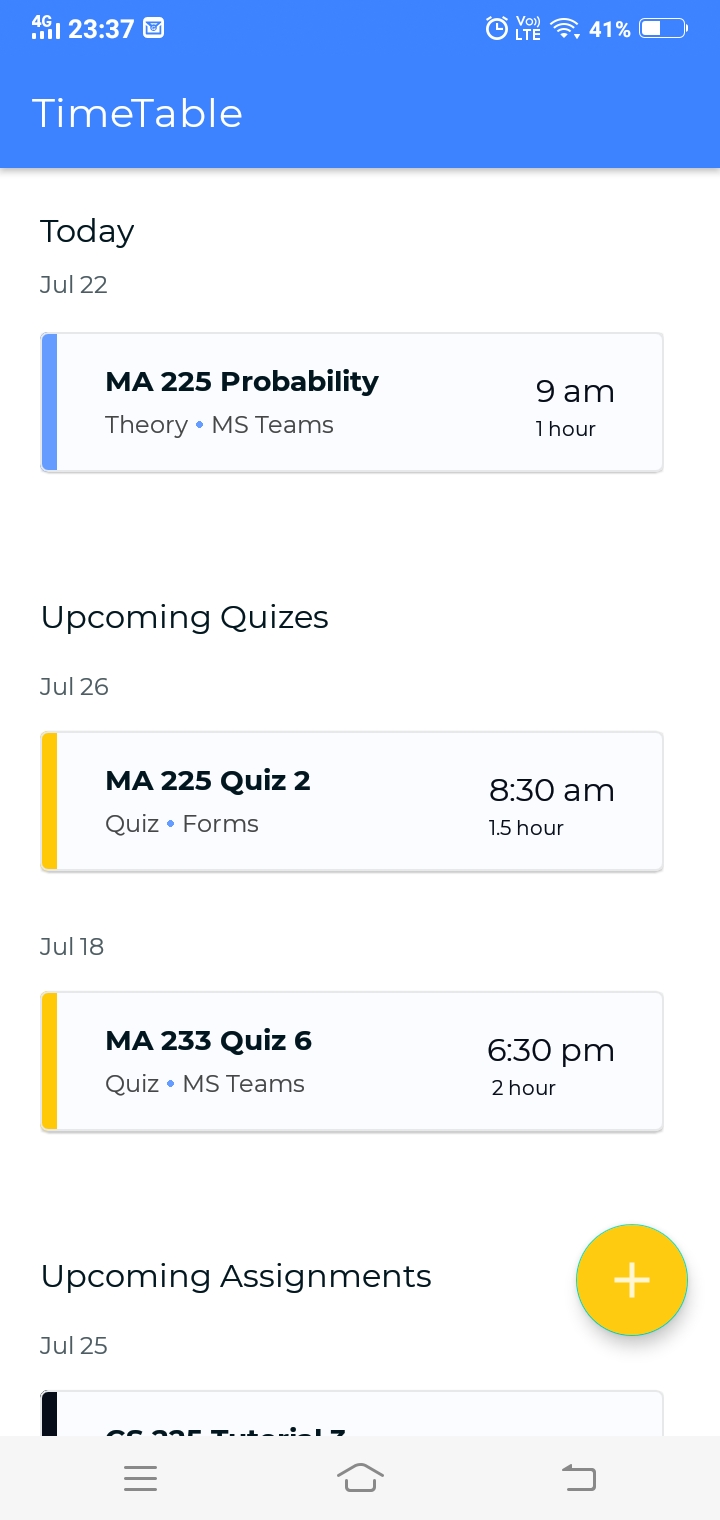 4G 23:37 Vo)) LTE 41%
TimeTable
Today
Jul 22
MA 225 Probability
9 am
Theory • MS Teams
1 hour
Upcoming Quizes
Jul 26
MA 225 Quiz 2
8:30 am
Quiz • Forms
1.5 hour
Jul 18
MA 233 Quiz 6
6:30 pm
Quiz • MS Teams
2 hour
Upcoming Assignments
+
Jul 25